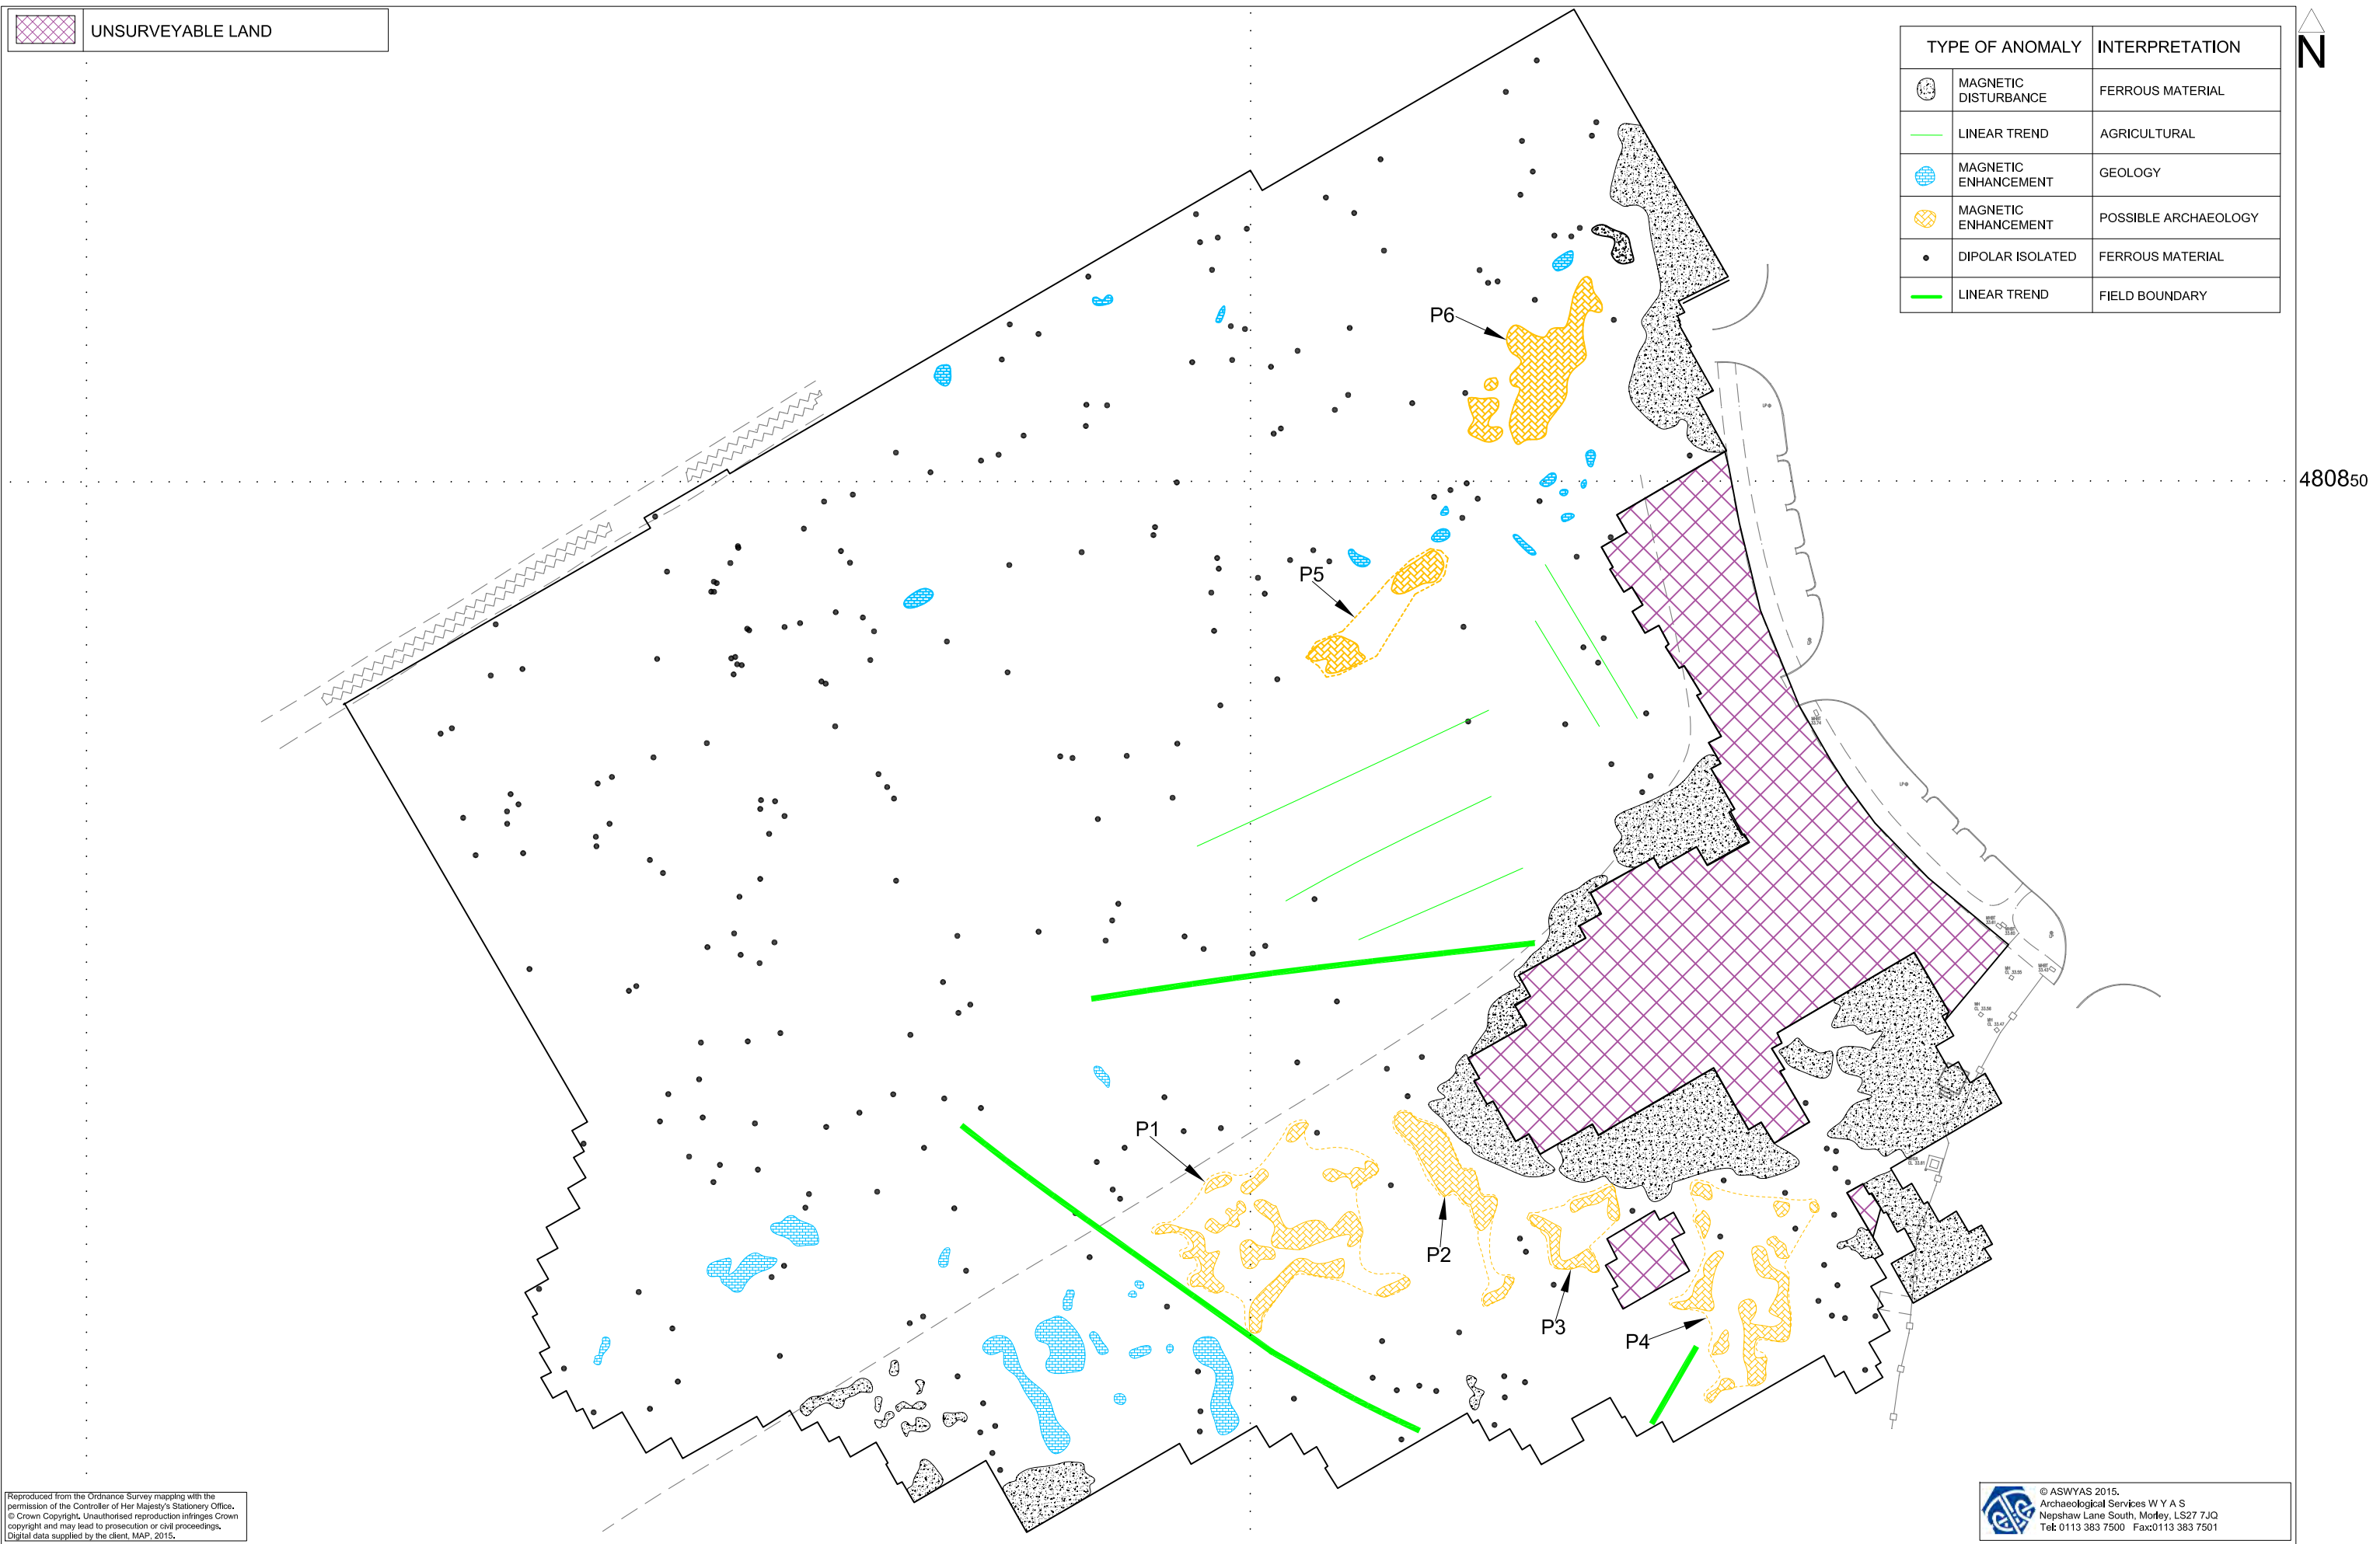 UNSURVEYABLE LAND
N
TYPE OF ANOMALY INTERPRETATION
MAGNETIC
DISTURBANCE
FERROUS MATERIAL
LINEAR TREND AGRICULTURAL
MAGNETIC
ENHANCEMENT
GEOLOGY
MAGNETIC
ENHANCEMENT
POSSIBLE ARCHAEOLOGY
DIPOLAR ISOLATED FERROUS MATERIAL
LINEAR TREND FIELD BOUNDARY
P6
480850
P5
P1
P2
P3
P4
Reproduced from the Ordnance Survey mapping with the
permission of the Controller of Her Majesty's Stationery Office.
© Crown Copyright. Unauthorised reproduction infringes Crown
copyright and may lead to prosecution or civil proceedings.
Digital data supplied by the client, MAP, 2015.
© ASWYAS 2015.
Archaeological Services W Y A S
Nepshaw Lane South, Morley, LS27 7JQ
Tel: 0113 383 7500 Fax:0113 383 7501